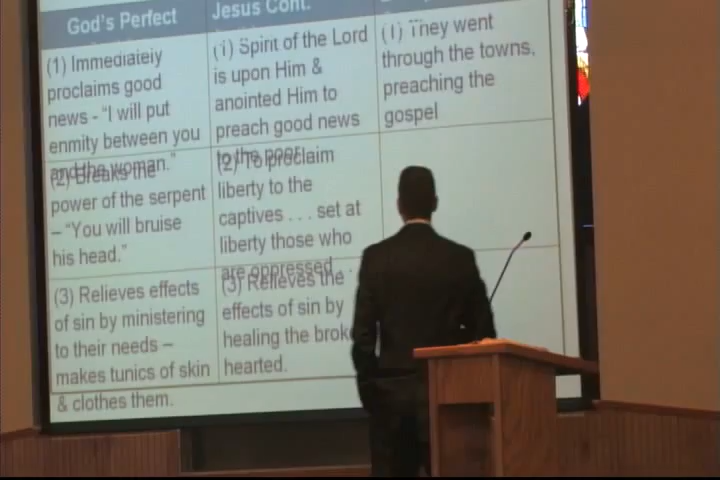 God's Perfect
(1) Immediately
proclaims good
news - "I will put
enmity between you
and the woman."
(2) Breaks the
power of the serpent
– "You will bruise
his head."
(3) Relieves effects
of sin by ministering
to their needs –
makes tunics of skin
& clothes them.
Jesus Cont.
(1) Spirit of the Lord
is upon Him &
anointed Him to
preach good news
to the poor
(2) To proclaim
liberty to the
captives . . . set at
liberty those who
are oppressed . .
(3) Relieves the
effects of sin by
healing the brok
hearted.
(1) They went
through the towns,
preaching the
gospel